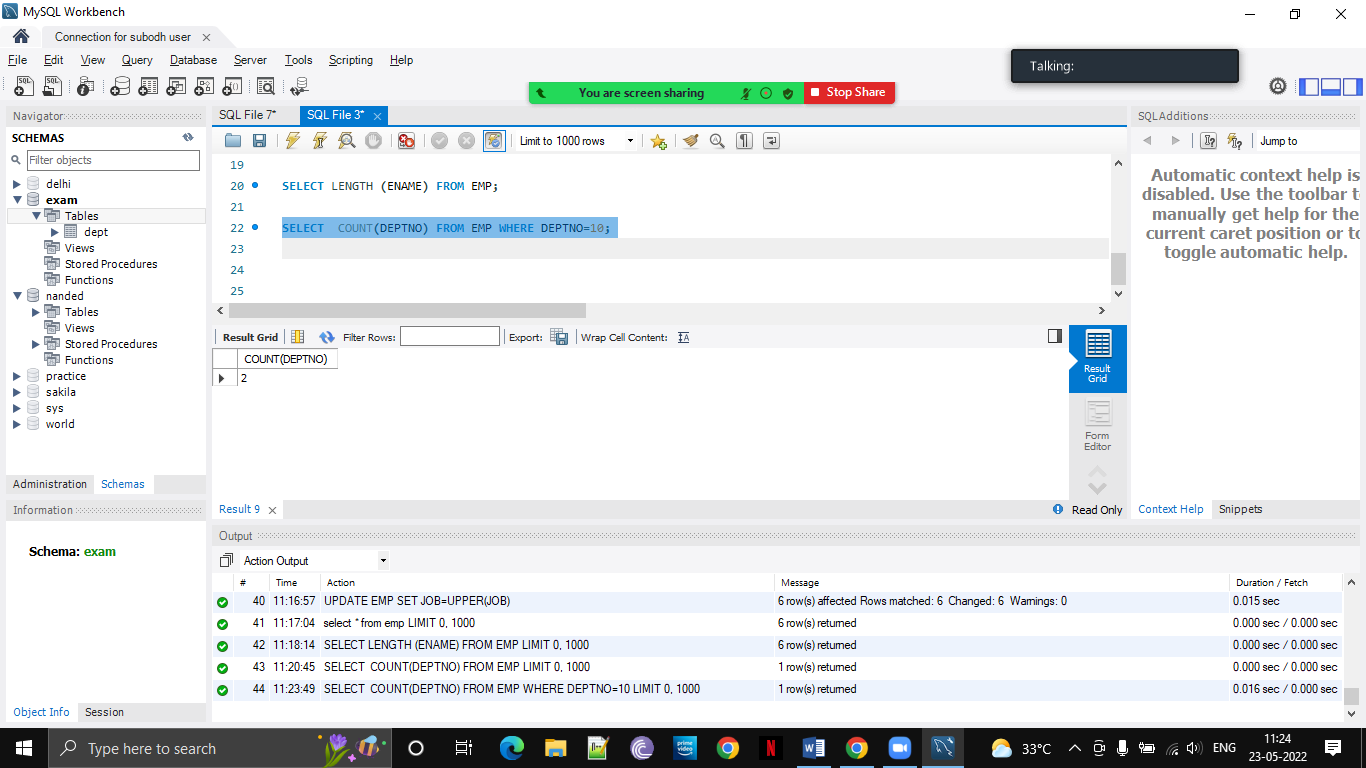 MySQL Workbench
Connection for subodh user
File Edit View Query Database Server Tools Scripting Help
Talking:
You are screen sharing Stop Share
Navigator
SCHEMAS
Filter objects
delhi
exam
Tables
dept
Views
Stored Procedures
Functions
nanded
Tables
Views
Stored Procedures
Functions
practice
sakila
sys
world
Administration Schemas
Information
Schema: exam
Object Info Session
SQL File 7* SQL File 3*
Limit to 1000 rows
19
20 SELECT LENGTH (ENAME) FROM EMP;
21
22 SELECT  COUNT(DEPTNO) FROM EMP WHERE DEPTNO=10;
23
24
25
Result Grid Filter Rows: Export: Wrap Cell Content:
COUNT(DEPTNO)
2
Result
Grid
Form
Editor
Result 9 Read Only
SQLAdditions
Jump to
Automatic context help is
disabled. Use the toolbar t
manually get help for the
current caret position or to
toggle automatic help.
Context Help Snippets
Output
Action Output
# Time Action Message Duration / Fetch
40 11:16:57 UPDATE EMP SET JOB=UPPER(JOB) 6 row(s) affected Rows matched: 6  Changed: 6  Warnings: 0 0.015 sec
41 11:17:04 select * from emp LIMIT 0, 1000 6 row(s) returned 0.000 sec / 0.000 sec
42 11:18:14 SELECT LENGTH (ENAME) FROM EMP LIMIT 0, 1000 6 row(s) returned 0.000 sec / 0.000 sec
43 11:20:45 SELECT  COUNT(DEPTNO) FROM EMP LIMIT 0, 1000 1 row(s) returned 0.000 sec / 0.000 sec
44 11:23:49 SELECT  COUNT(DEPTNO) FROM EMP WHERE DEPTNO=10 LIMIT 0, 1000 1 row(s) returned 0.016 sec / 0.000 sec
Type here to search
prime video
33°C
ENG
11:24
23-05-2022